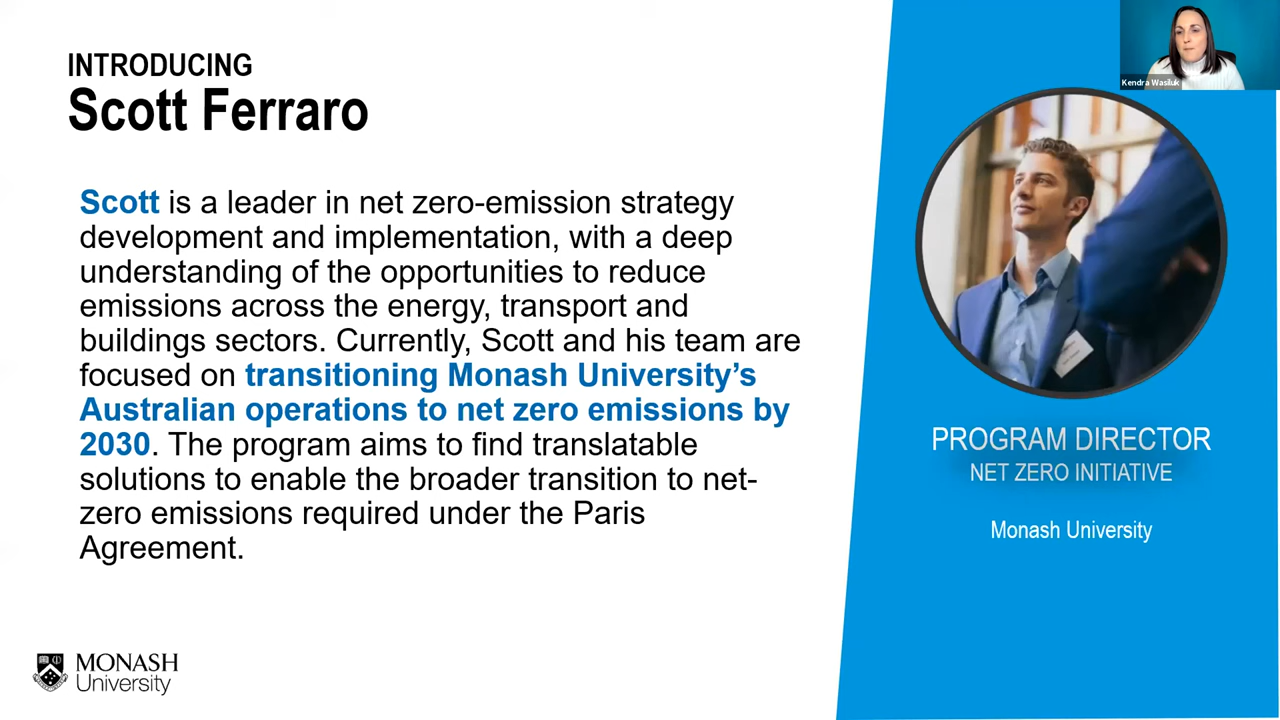 INTRODUCING
Scott Ferraro
Scott is a leader in net zero-emission strategy
development and implementation, with a deep
understanding of the opportunities to reduce
emissions across the energy, transport and
buildings sectors. Currently, Scott and his team are
focused on transitioning Monash University’s
Australian operations to net zero emissions by
2030. The program aims to find translatable
solutions to enable the broader transition to net-
zero emissions required under the Paris
Agreement.
MONASH
University
Kendra Wasiluk
PROGRAM DIRECTOR
NET ZERO INITIATIVE
Monash University